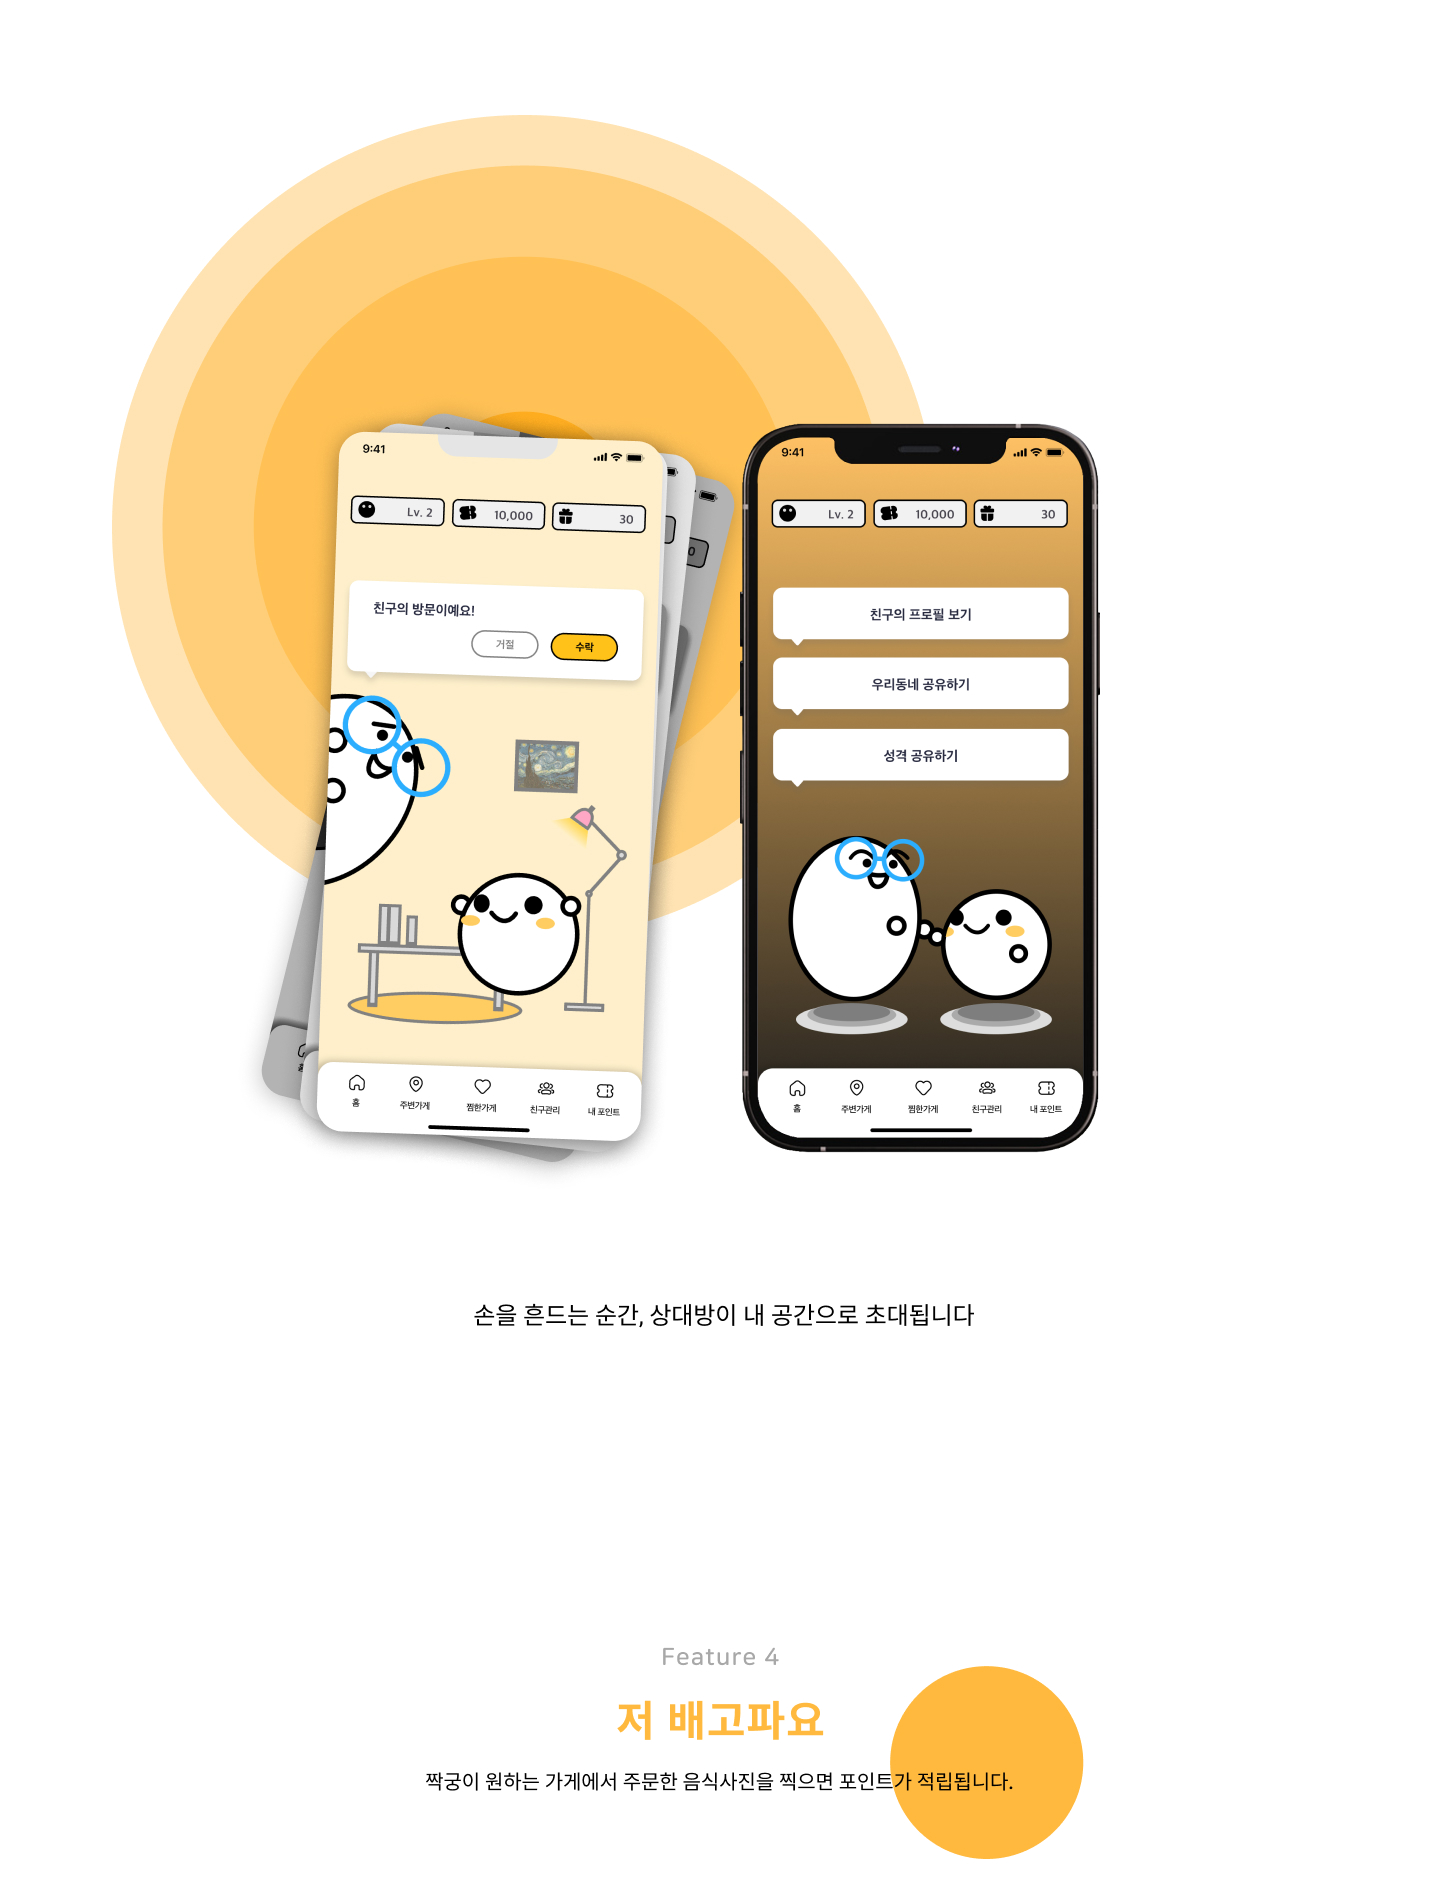 9:41
Lv. 2
10,000
30
친구의 방문이예요!
거절
수락
홈
주변가게
찜한가게
친구관리
내 포인트
9:41
Lv. 2
10,000
30
친구의 프로필 보기
우리동네 공유하기
성격 공유하기
홈
주변가게
찜한가게
친구관리
내 포인트
손을 흔드는 순간, 상대방이 내 공간으로 초대됩니다
Feature 4
저 배고파요
짝궁이 원하는 가게에서 주문한 음식사진을 찍으면 포인트가 적립됩니다.